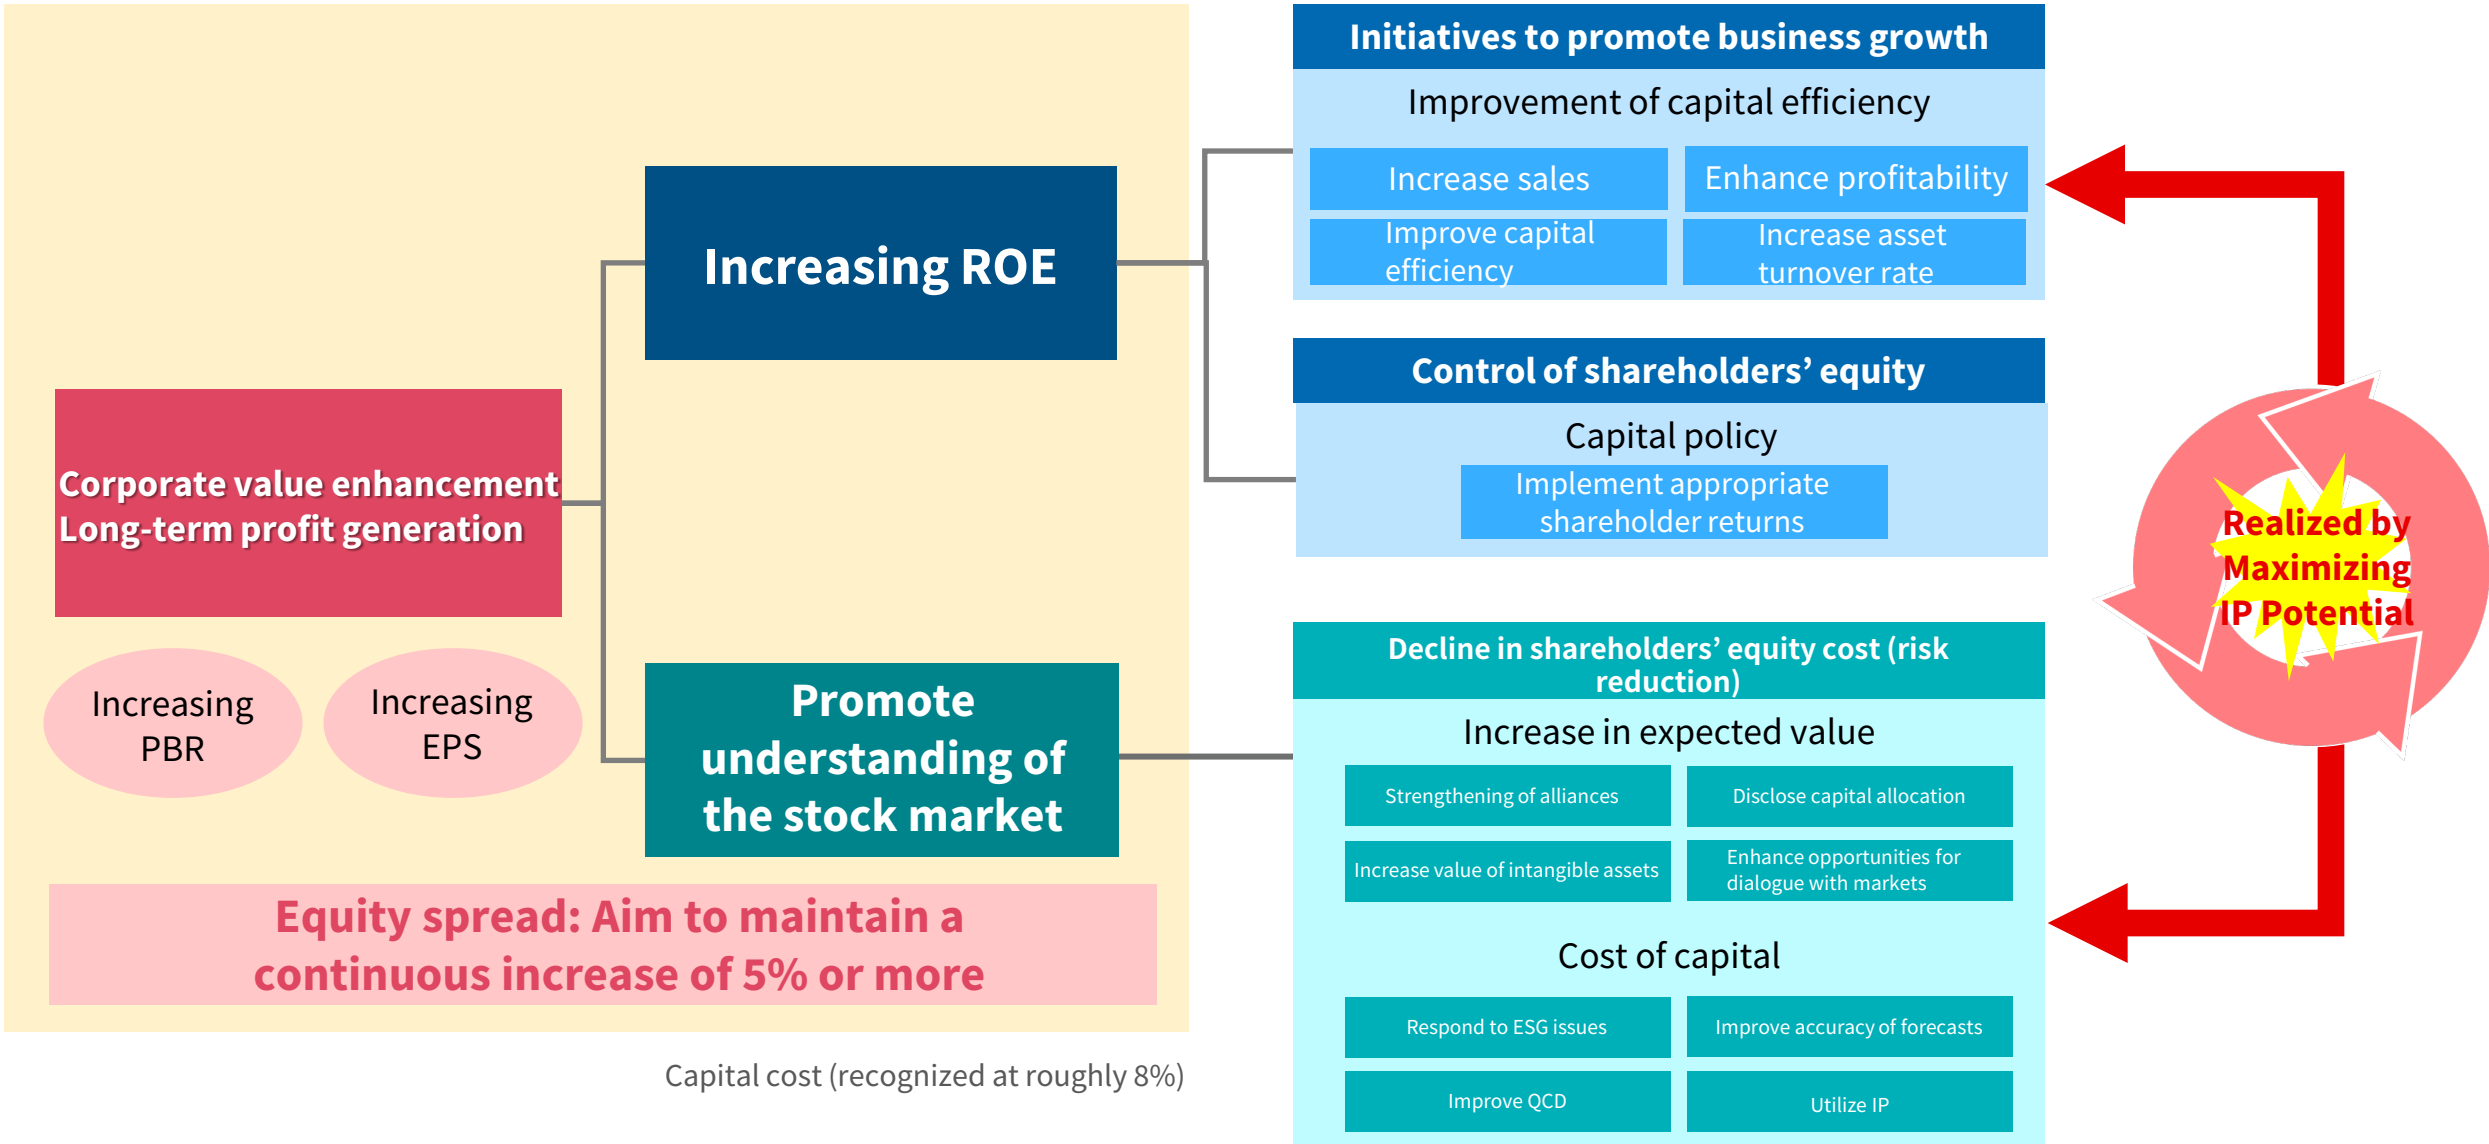 Corporate value enhancement
Long-term profit generation
Increasing
PBR
Increasing
EPS
Increasing ROE
Promote
understanding of
the stock market
Equity spread: Aim to maintain a
continuous increase of 5% or more
Capital cost (recognized at roughly 8%)
Initiatives to promote business growth
Improvement of capital efficiency
Increase sales
Enhance profitability
Improve capital
efficiency
Increase asset
turnover rate
Control of shareholders’ equity
Capital policy
Implement appropriate
shareholder returns
Decline in shareholders’ equity cost (risk
reduction)
Increase in expected value
Strengthening of alliances
Disclose capital allocation
Increase value of intangible assets
Enhance opportunities for
dialogue with markets
Cost of capital
Respond to ESG issues
Improve accuracy of forecasts
Improve QCD
Utilize IP
Realized by
Maximizing
IP Potential